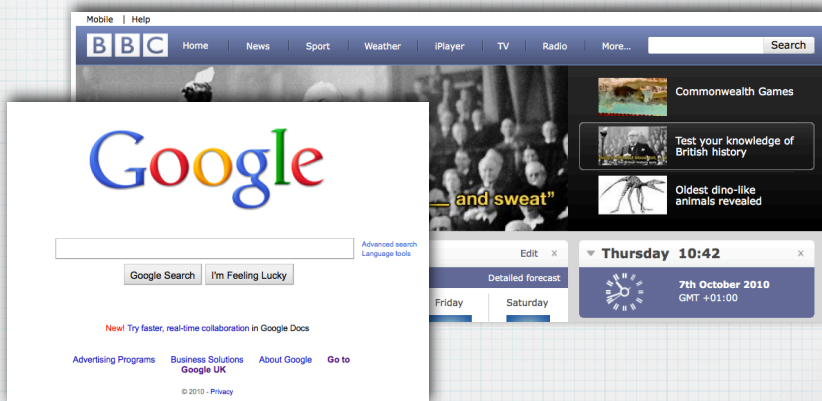 Mobile | Help
BBC Home News Sport Weather iPlayer TV Radio More... Search
Commonwealth Games
Test your knowledge of
British history
Oldest dino-like
animals revealed
and sweat”
Edit x
Detailed forecast
Friday Saturday
Thursday 10:42 x
7th October 2010
GMT +01:00
Google
Advanced search
Language tools
Google Search I'm Feeling Lucky
New! Try faster, real-time collaboration in Google Docs
Advertising Programs Business Solutions About Google Go to
Google UK
© 2010 - Privacy